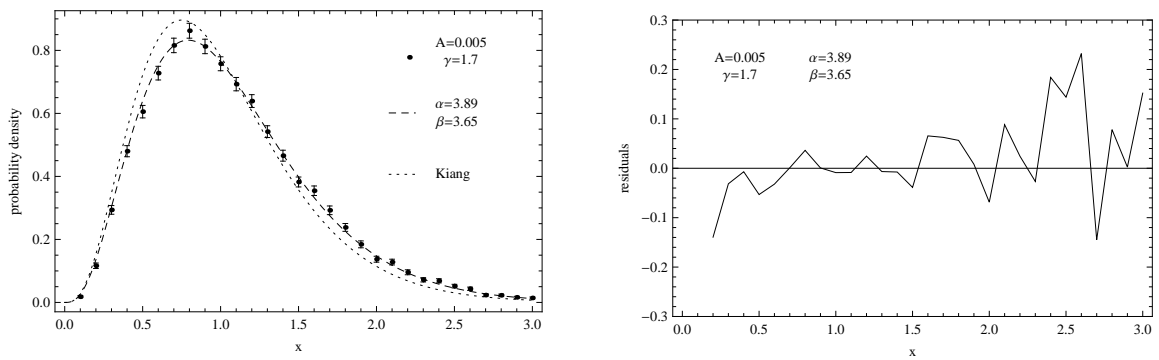 0.8
0.6
0.4
0.2
0.0
probability density
0.0 0.5 1.0 1.5 2.0 2.5 3.0
x
A=0.005
γ=1.7
α=3.89
β=3.65
Kiang
0.3
0.2
0.1
0.0
−0.1
−0.2
−0.3
residuals
0.0 0.5 1.0 1.5 2.0 2.5 3.0
x
A=0.005 α=3.89
γ=1.7 β=3.65